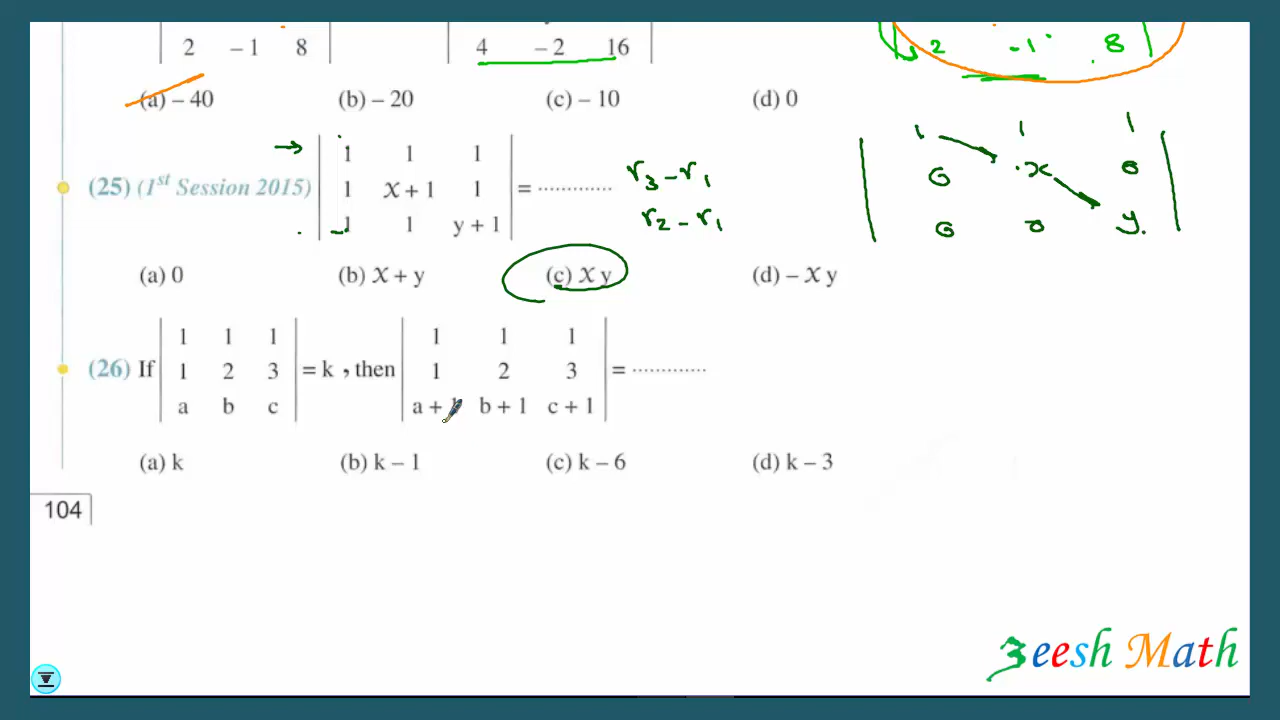 2 – 1 8 4 – 2 16 2 -1 8
(a) – 40 (b) – 20 (c) – 10 (d) 0
→ 1 1 1
(25) (1st Session 2015) 1 X + 1 1 = ............. r3 - r1
1 1 y + 1 r2 - r1
1 1 1
0 x 0
0 0 y
(a) 0 (b) X + y (c) X y (d) – X y
1 1 1 1 1 1
(26) If 1 2 3 = k , then 1 2 3 = .............
a b c a + 1 b + 1 c + 1
(a) k (b) k – 1 (c) k – 6 (d) k – 3
104
Zeesh Math